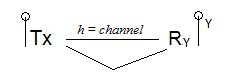 Tx h = channel RY Y